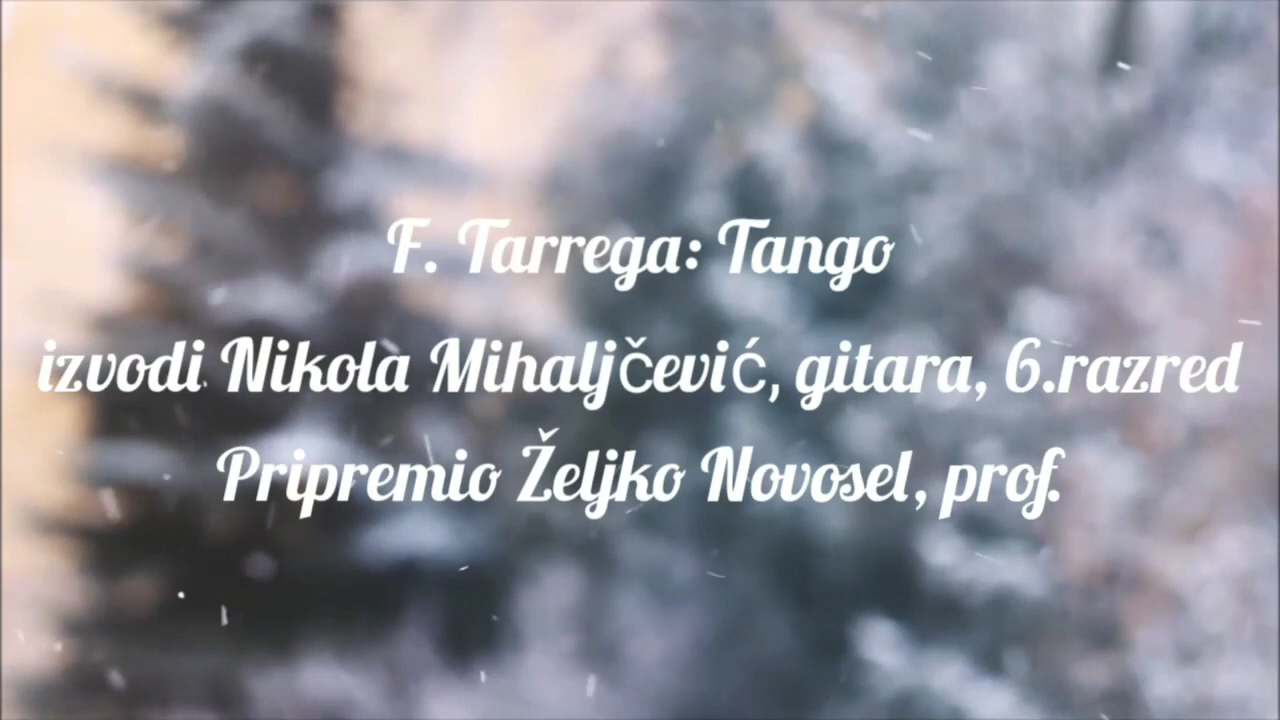 F. Tarrega: Tango
izvodi Nikola Mihaljčević, gitara, 6.razred
Pripremio Željko Novosel, prof.